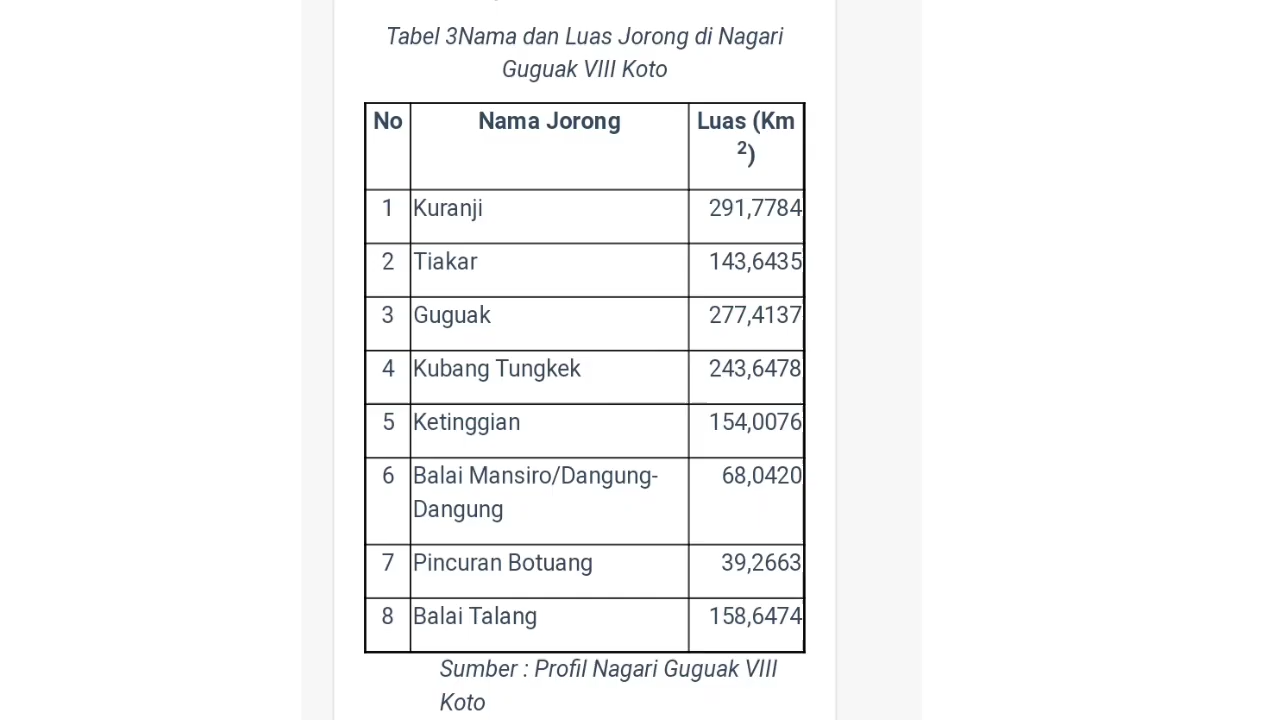 Tabel 3Nama dan Luas Jorong di Nagari
Guguak VIII Koto
No Nama Jorong Luas (Km
2)
1 Kuranji 291,7784
2 Tiakar 143,6435
3 Guguak 277,4137
4 Kubang Tungkek 243,6478
5 Ketinggian 154,0076
6 Balai Mansiro/Dangung- 68,0420
Dangung
7 Pincuran Botuang 39,2663
8 Balai Talang 158,6474
Sumber : Profil Nagari Guguak VIII
Koto